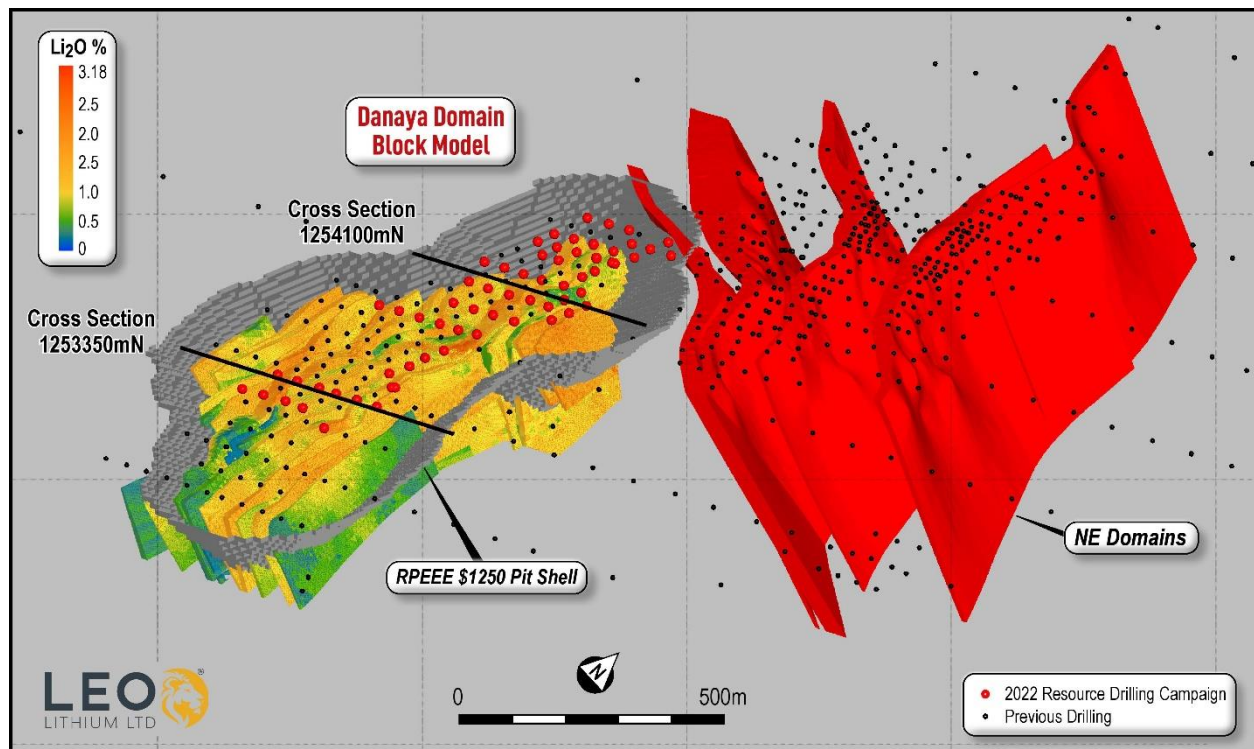 Li₂O %
3.18
2.5
2.0
1.0
0.5
0
Danaya Domain
Block Model
Cross Section
1254100mN
Cross Section
1253350mN
RPEEE $1250 Pit Shell
NE Domains
N
0 500m
LEO
LITHIUM LTD
®
2022 Resource Drilling Campaign
Previous Drilling